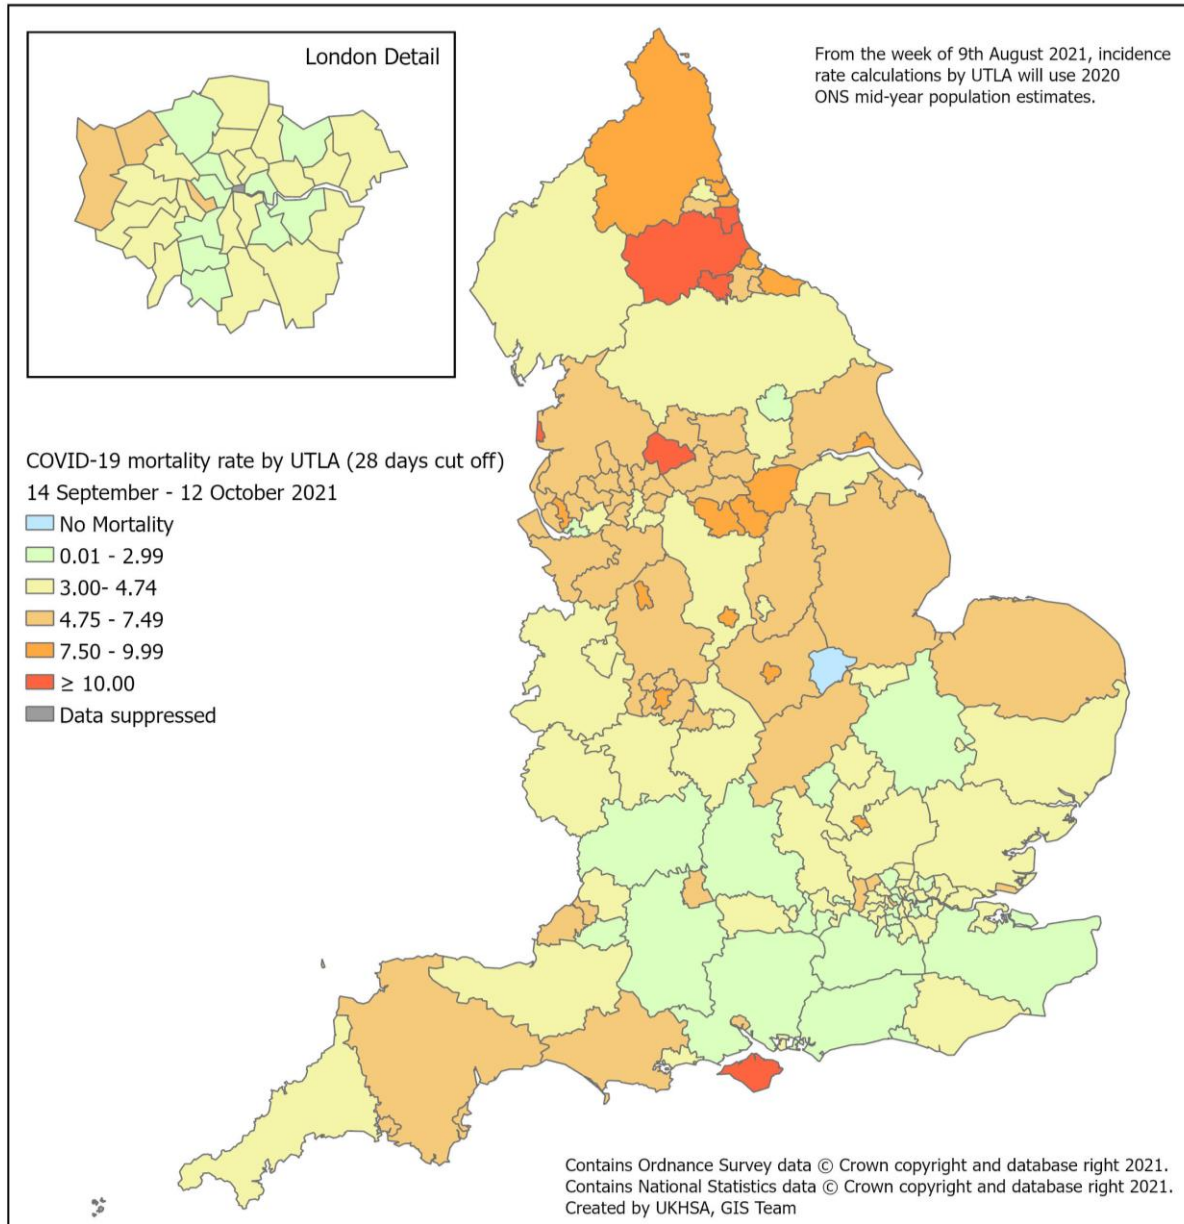 London Detail
From the week of 9th August 2021, incidence
rate calculations by UTLA will use 2020
ONS mid-year population estimates.
COVID-19 mortality rate by UTLA (28 days cut off)
14 September - 12 October 2021
No Mortality
0.01 - 2.99
3.00- 4.74
4.75 - 7.49
7.50 - 9.99
≥ 10.00
Data suppressed
Contains Ordnance Survey data © Crown copyright and database right 2021.
Contains National Statistics data © Crown copyright and database right 2021.
Created by UKHSA, GIS Team